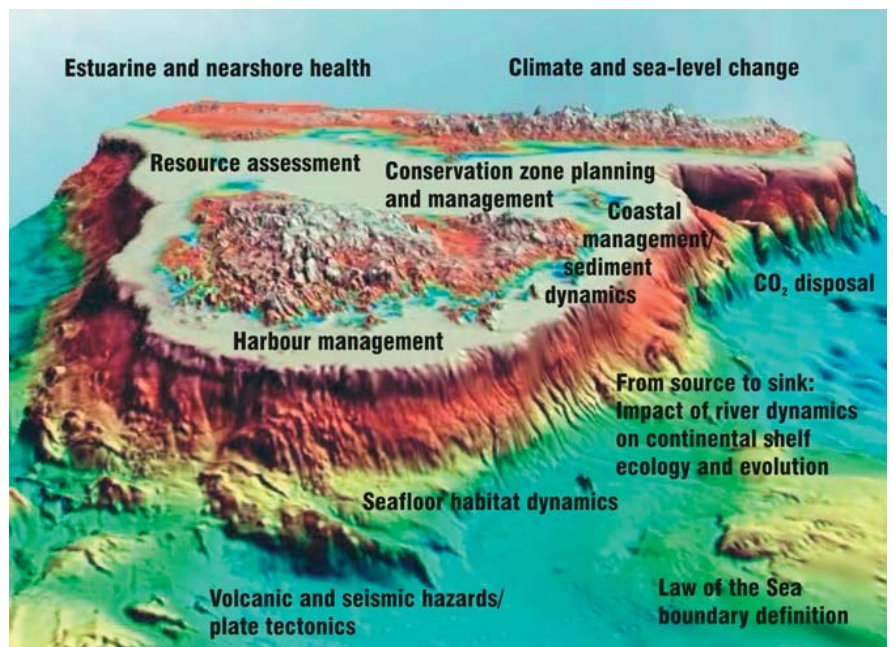 Estuarine and nearshore health
Climate and sea-level change
Resource assessment
Conservation zone planning
and management
Coastal
management/
sediment
dynamics
CO₂ disposal
Harbour management
From source to sink:
Impact of river dynamics
on continental shelf
ecology and evolution
Seafloor habitat dynamics
Law of the Sea
boundary definition
Volcanic and seismic hazards/
plate tectonics